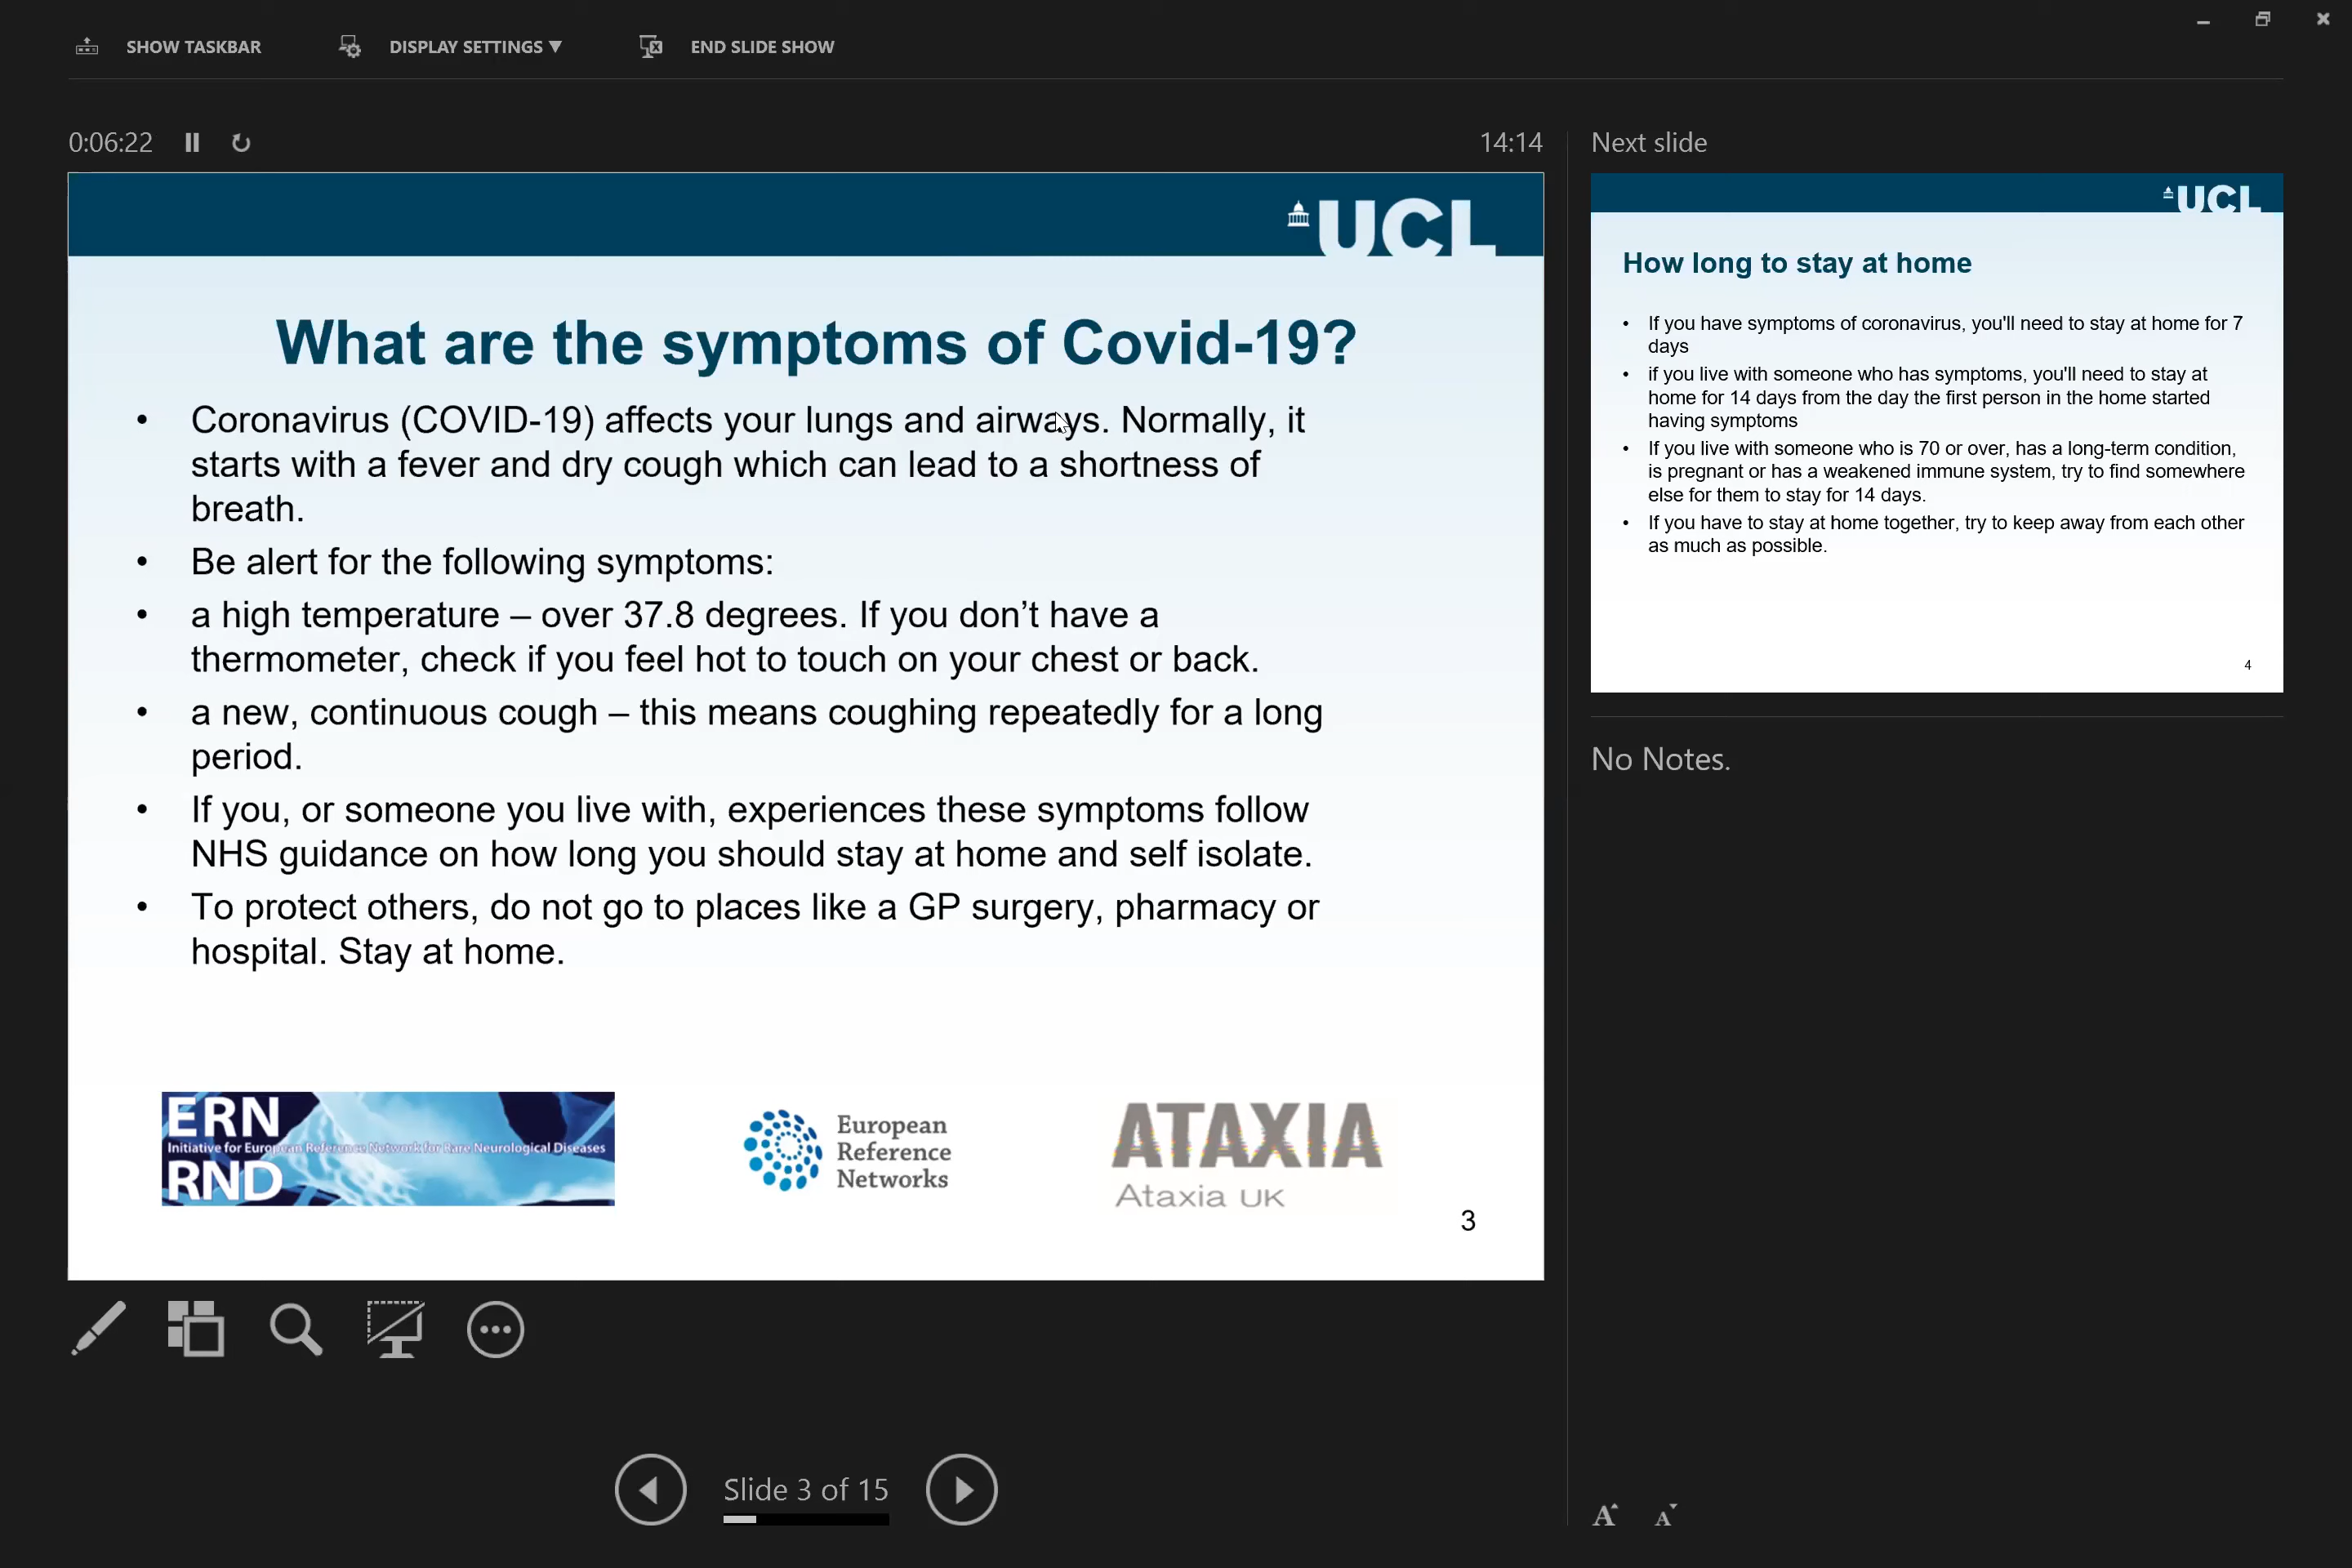 SHOW TASKBAR
DISPLAY SETTINGS ▼
END SLIDE SHOW
0:06:22
14:14
UCL
What are the symptoms of Covid-19?
• Coronavirus (COVID-19) affects your lungs and airways. Normally, it
starts with a fever and dry cough which can lead to a shortness of
breath.
• Be alert for the following symptoms:
• a high temperature – over 37.8 degrees. If you don’t have a
thermometer, check if you feel hot to touch on your chest or back.
• a new, continuous cough – this means coughing repeatedly for a long
period.
• If you, or someone you live with, experiences these symptoms follow
NHS guidance on how long you should stay at home and self isolate.
• To protect others, do not go to places like a GP surgery, pharmacy or
hospital. Stay at home.
ERN
Initiative for European Reference Network for Rare Neurological Diseases
RND
European
Reference
Networks
ATAXIA
Ataxia UK
3
Slide 3 of 15
Next slide
UCL
How long to stay at home
• If you have symptoms of coronavirus, you'll need to stay at home for 7
days
• if you live with someone who has symptoms, you'll need to stay at
home for 14 days from the day the first person in the home started
having symptoms
• If you live with someone who is 70 or over, has a long-term condition,
is pregnant or has a weakened immune system, try to find somewhere
else for them to stay for 14 days.
• If you have to stay at home together, try to keep away from each other
as much as possible.
4
No Notes.
A A